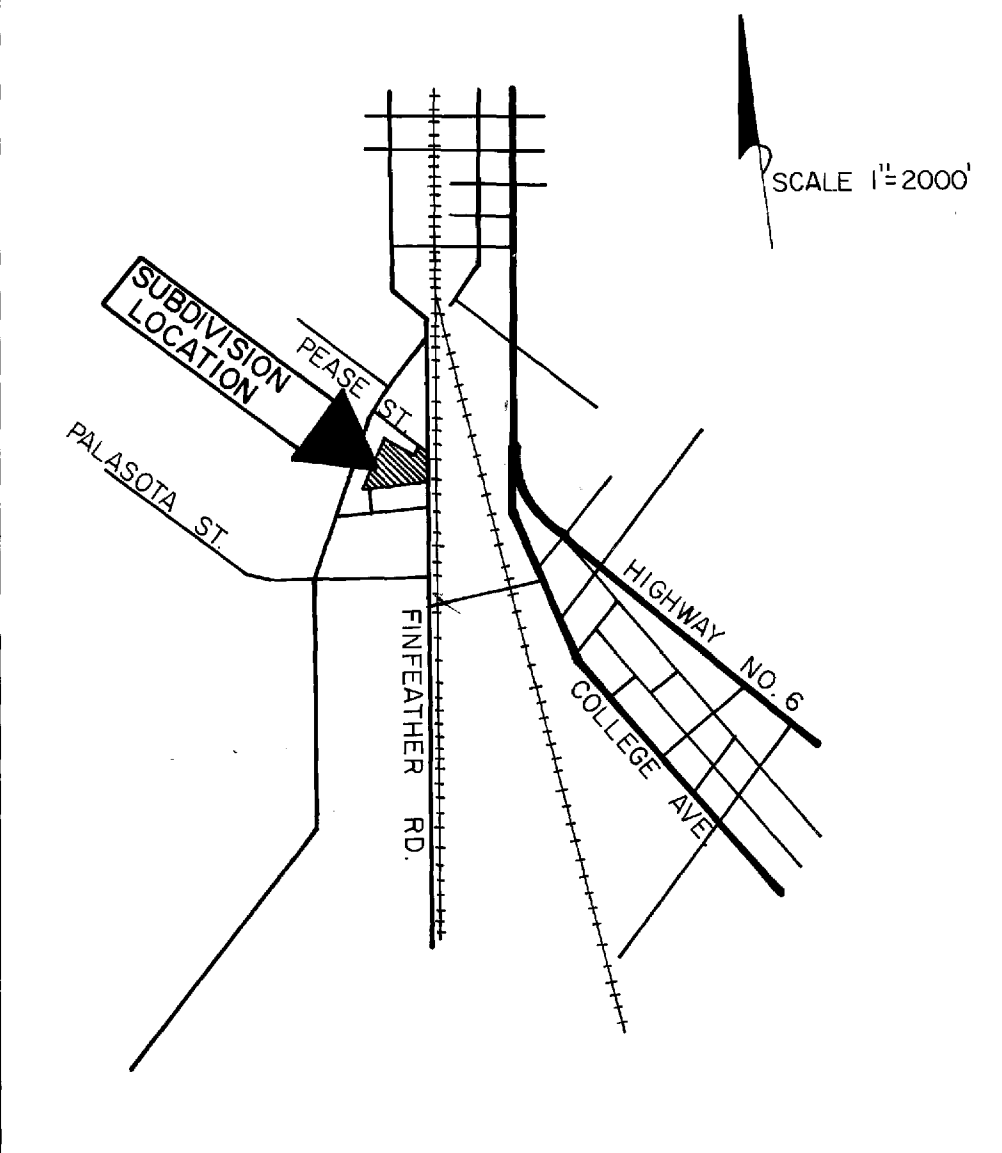 SCALE 1"=2000'
SUBDIVISION
LOCATION
PEASE ST.
PALASOTA ST.
HIGHWAY NO. 6
FINFEATHER RD.
COLLEGE AVE.